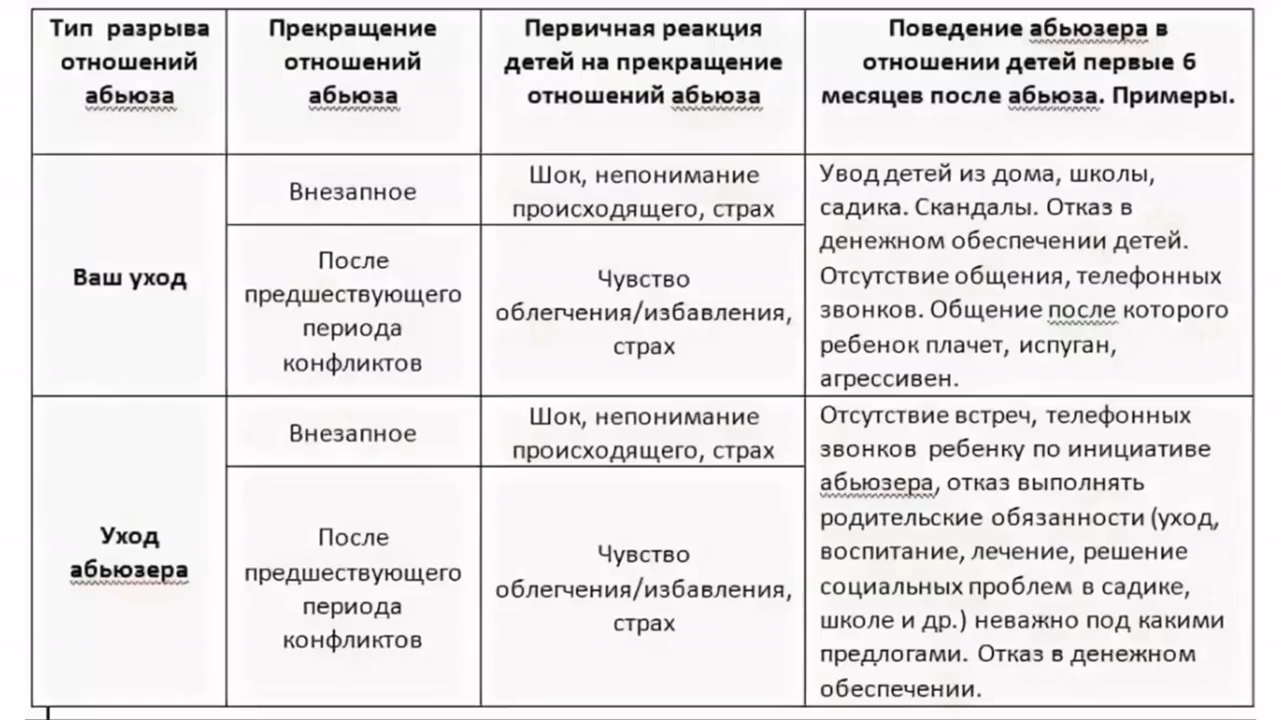 Тип разрыва
отношений
абьюза
Прекращение
отношений
абьюза
Первичная реакция
детей на прекращение
отношений абьюза
Поведение абьюзера в
отношении детей первые 6
месяцев после абьюза. Примеры.
Ваш уход
Внезапное
Шок, непонимание
происходящего, страх
После
предшествующего
периода
конфликтов
Чувство
облегчения/избавления,
страх
Увод детей из дома, школы,
садика. Скандалы. Отказ в
денежном обеспечении детей.
Отсутствие общения, телефонных
звонков. Общение после которого
ребенок плачет, испуган,
агрессивен.
Уход
абьюзера
Внезапное
Шок, непонимание
происходящего, страх
После
предшествующего
периода
конфликтов
Чувство
облегчения/избавления,
страх
Отсутствие встреч, телефонных
звонков ребенку по инициативе
абьюзера, отказ выполнять
родительские обязанности (уход,
воспитание, лечение, решение
социальных проблем в садике,
школе и др.) неважно под какими
предлогами. Отказ в денежном
обеспечении.